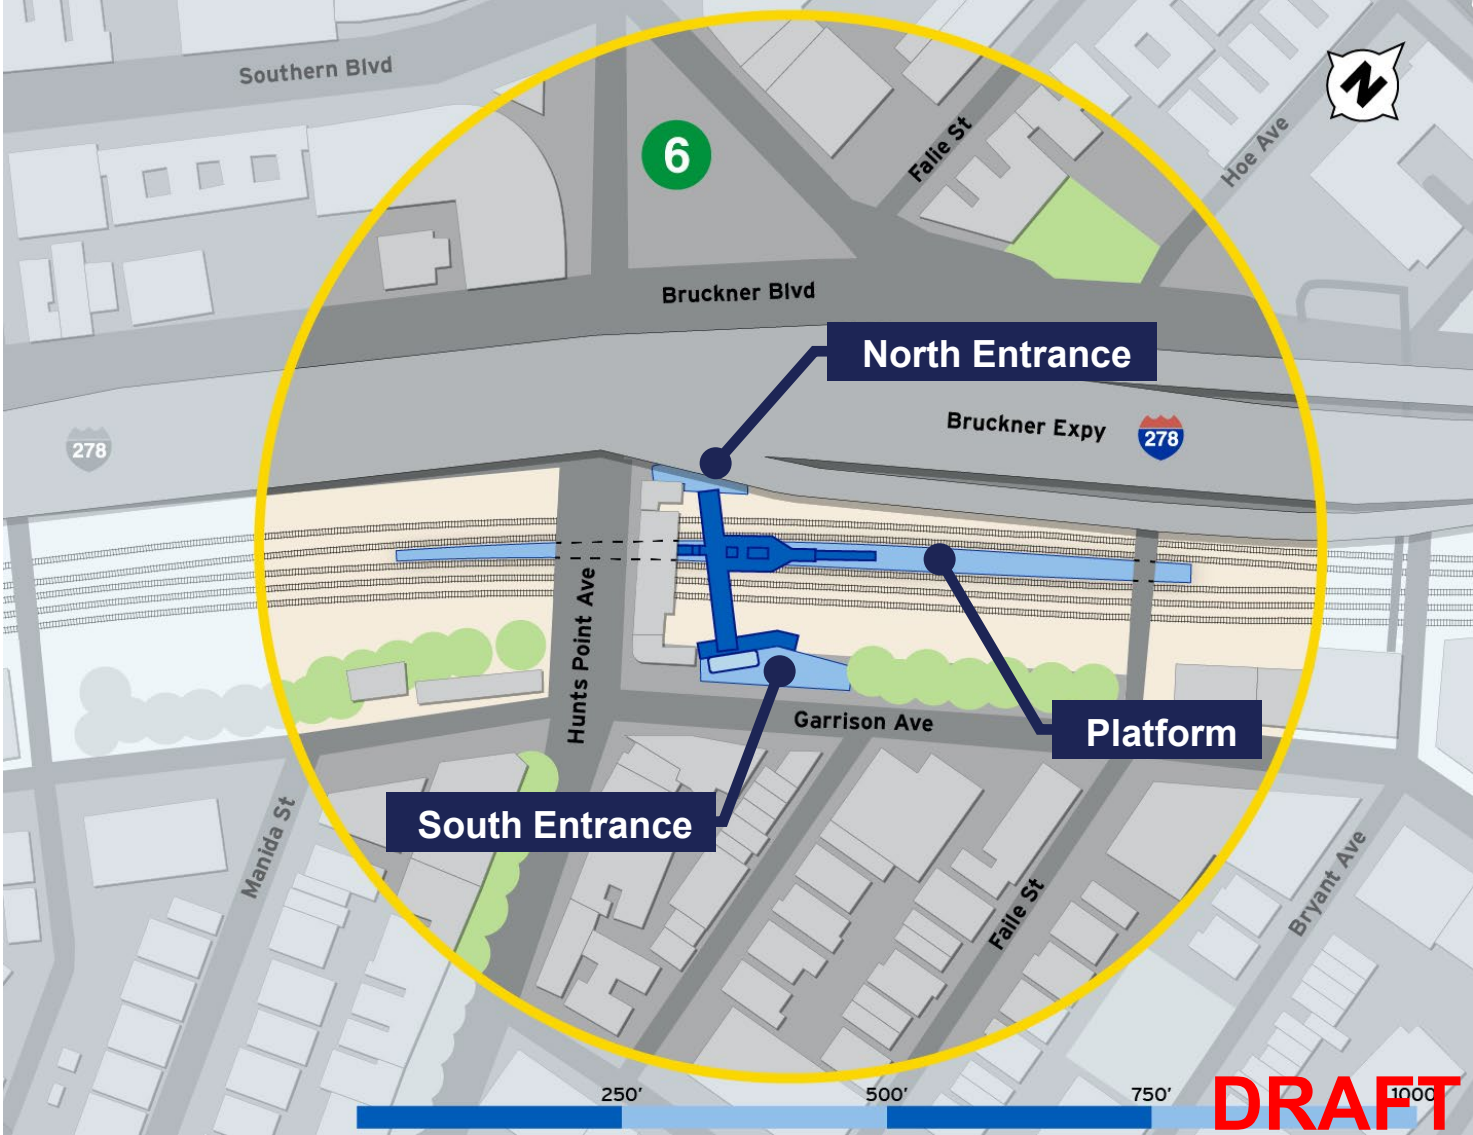 Southern Blvd
N
6
Falie St
Hoe Ave
Bruckner Blvd
North Entrance
Bruckner Expy
278
278
Hunts Point Ave
Garrison Ave
Platform
South Entrance
Manida St
Faile St
Bryant Ave
250'
500'
750'
1000'
DRAFT